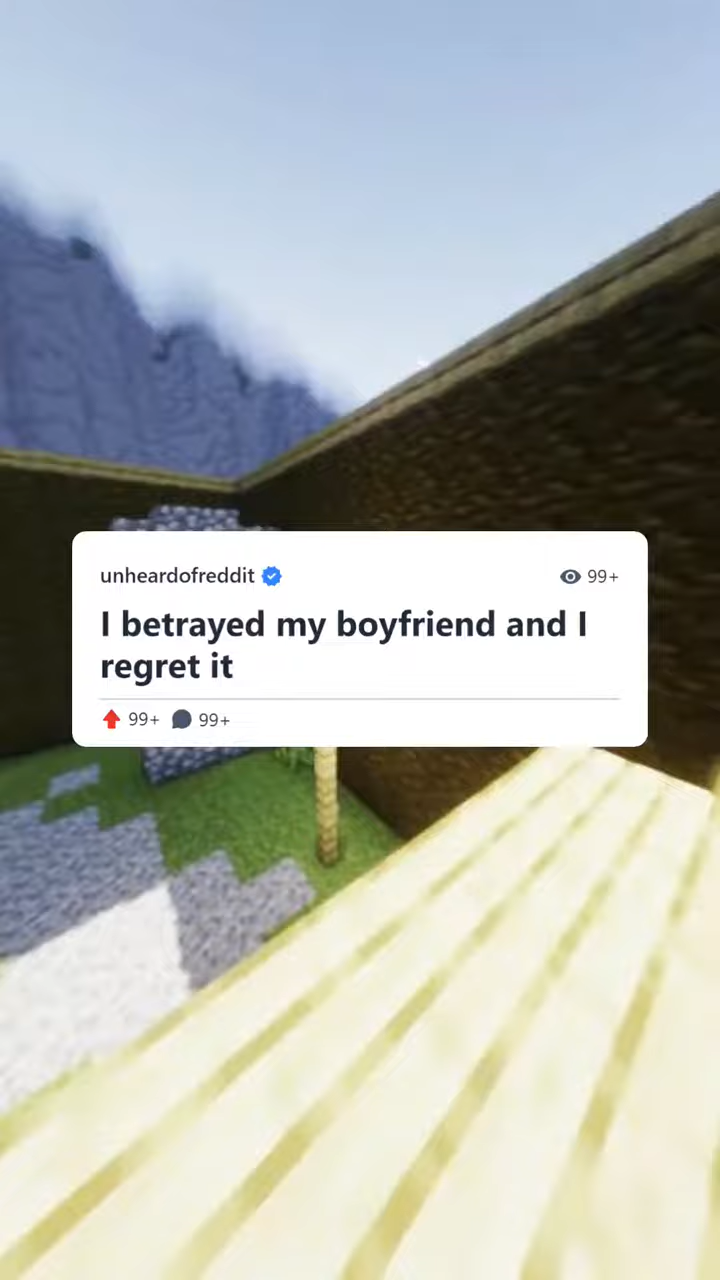 unheardofreddit
99+
I betrayed my boyfriend and I
regret it
99+ 99+